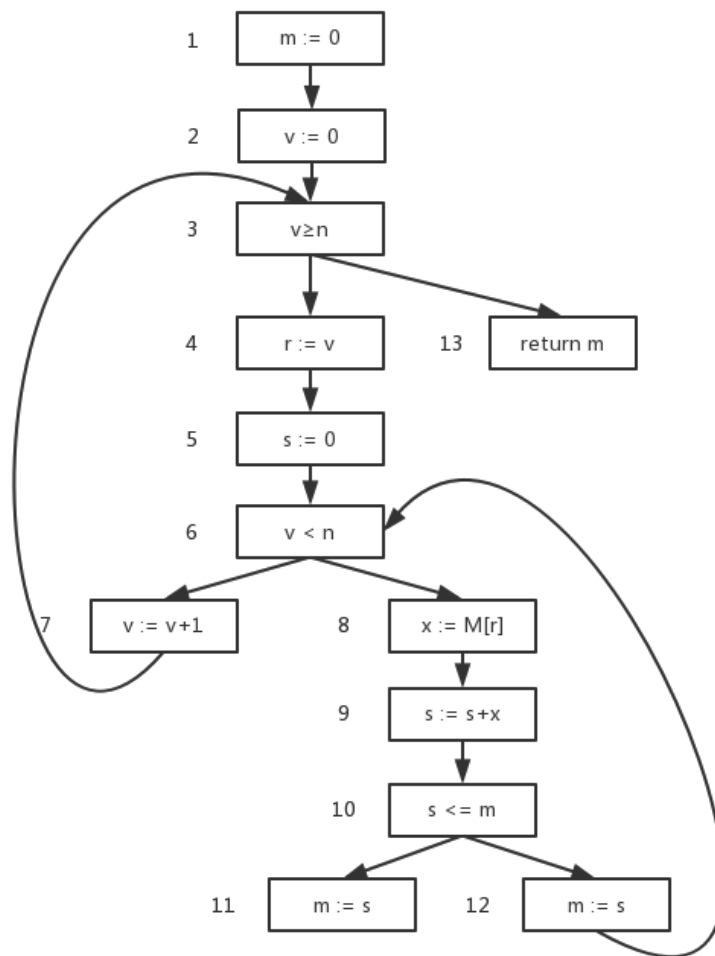 1 m := 0
2 v := 0
3 v≥n
4 r := v
13 return m
5 s := 0
6 v < n
7 v := v+1
8 x := M[r]
9 s := s+x
10 s <= m
11 m := s
12 m := s